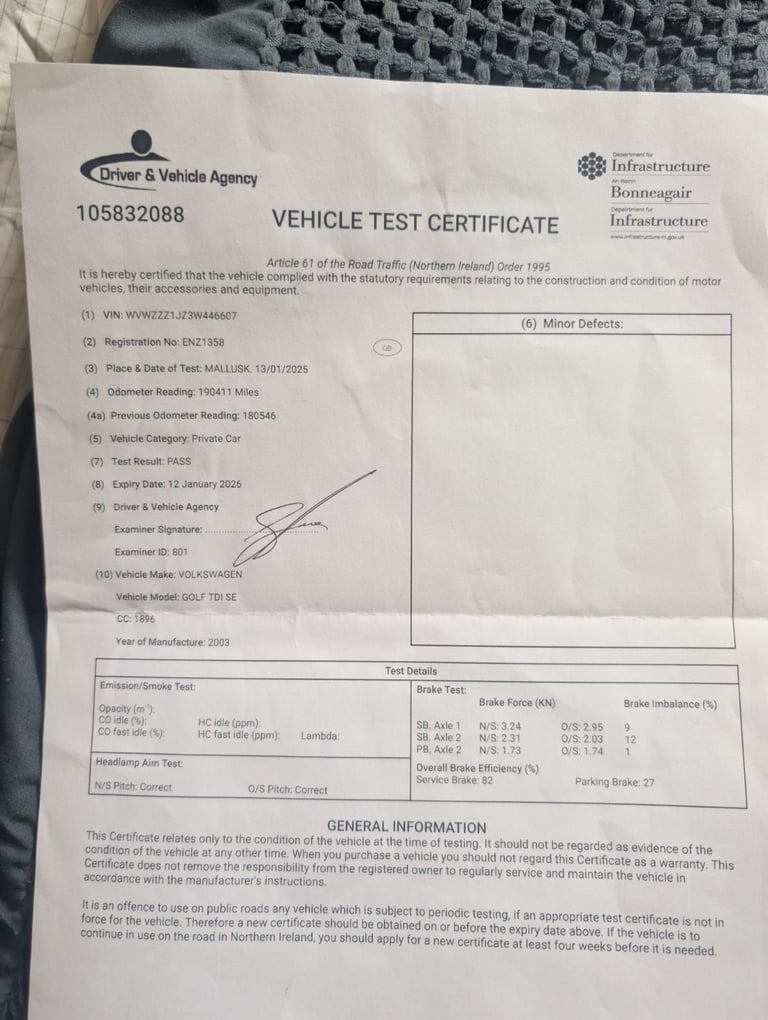 Driver & Vehicle Agency
Department for
Infrastructure
An Roinn
Bonneagair
Depairtment fur
Infrastructure
www.infrastructure-ni.gov.uk
105832088
VEHICLE TEST CERTIFICATE
Article 61 of the Road Traffic (Northern Ireland) Order 1995
It is hereby certified that the vehicle complied with the statutory requirements relating to the construction and condition of motor
vehicles, their accessories and equipment.
(1) VIN: WVWZZZ1JZ3W446607
(2) Registration No: ENZ1358
GB
(3) Place & Date of Test: MALLUSK. 13/01/2025
(4) Odometer Reading: 190411 Miles
(4a) Previous Odometer Reading: 180546
(5) Vehicle Category: Private Car
(7) Test Result: PASS
(8) Expiry Date: 12 January 2026
(9) Driver & Vehicle Agency
Examiner Signature:
Examiner ID: 801
(10) Vehicle Make: VOLKSWAGEN
Vehicle Model: GOLF TDI SE
CC: 1896
Year of Manufacture: 2003
(6) Minor Defects:
Test Details
Emission/Smoke Test:
Opacity (m⁻¹):
CO idle (%): HC idle (ppm):
CO fast idle (%): HC fast idle (ppm): Lambda:
Headlamp Aim Test:
N/S Pitch: Correct O/S Pitch: Correct
Brake Test:
Brake Force (KN) Brake Imbalance (%)
SB. Axle 1 N/S: 3.24 O/S: 2.95 9
SB. Axle 2 N/S: 2.31 O/S: 2.03 12
PB. Axle 2 N/S: 1.73 O/S: 1.74 1
Overall Brake Efficiency (%)
Service Brake: 82 Parking Brake: 27
GENERAL INFORMATION
This Certificate relates only to the condition of the vehicle at the time of testing. It should not be regarded as evidence of the
condition of the vehicle at any other time. When you purchase a vehicle you should not regard this Certificate as a warranty. This
Certificate does not remove the responsibility from the registered owner to regularly service and maintain the vehicle in
accordance with the manufacturer's instructions.
It is an offence to use on public roads any vehicle which is subject to periodic testing, if an appropriate test certificate is not in
force for the vehicle. Therefore a new certificate should be obtained on or before the expiry date above. If the vehicle is to
continue in use on the road in Northern Ireland, you should apply for a new certificate at least four weeks before it is needed.